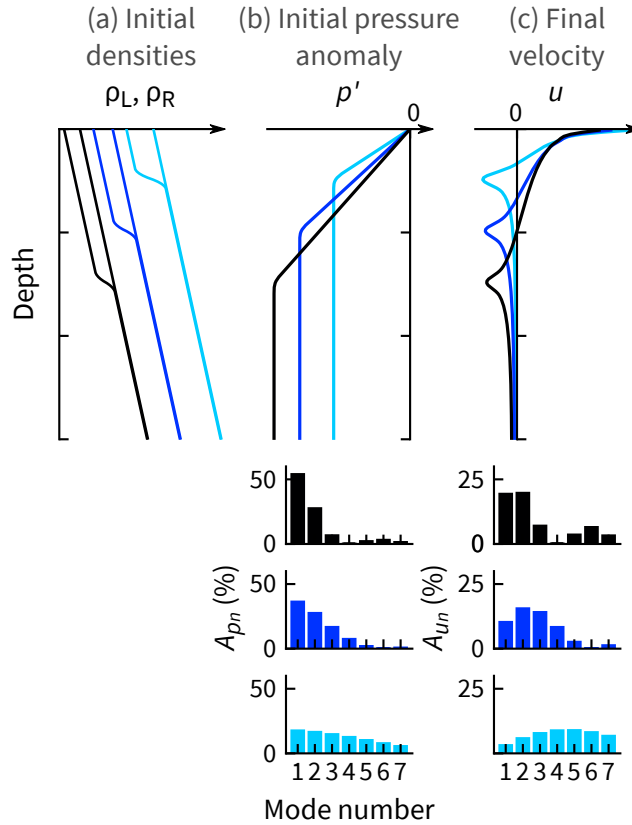 (a) Initial densities
(b) Initial pressure anomaly
(c) Final velocity
ρL, ρR
p′
u
0
0
Depth
50
0
25
0
50
0
25
0
50
0
25
0
Apn (%)
Aun (%)
1 2 3 4 5 6 7
1 2 3 4 5 6 7
Mode number